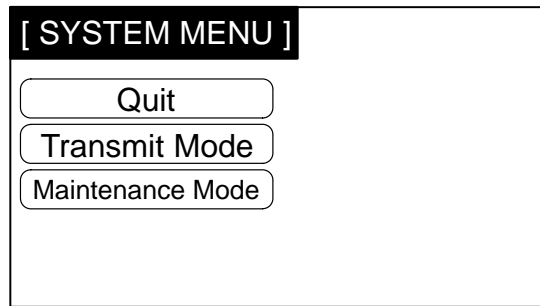 [ SYSTEM MENU ]
Quit
Transmit Mode
Maintenance Mode